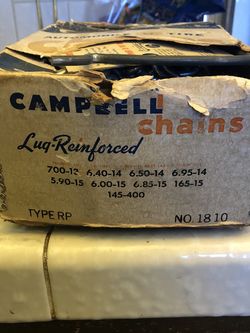 TIRE
CAMPBELL
chains
Lug-Reinforced
700-13 6.40-14 6.50-14 6.95-14
5.90-15 6.00-15 6.85-15 165-15
145-400
TYPE RP NO. 1810